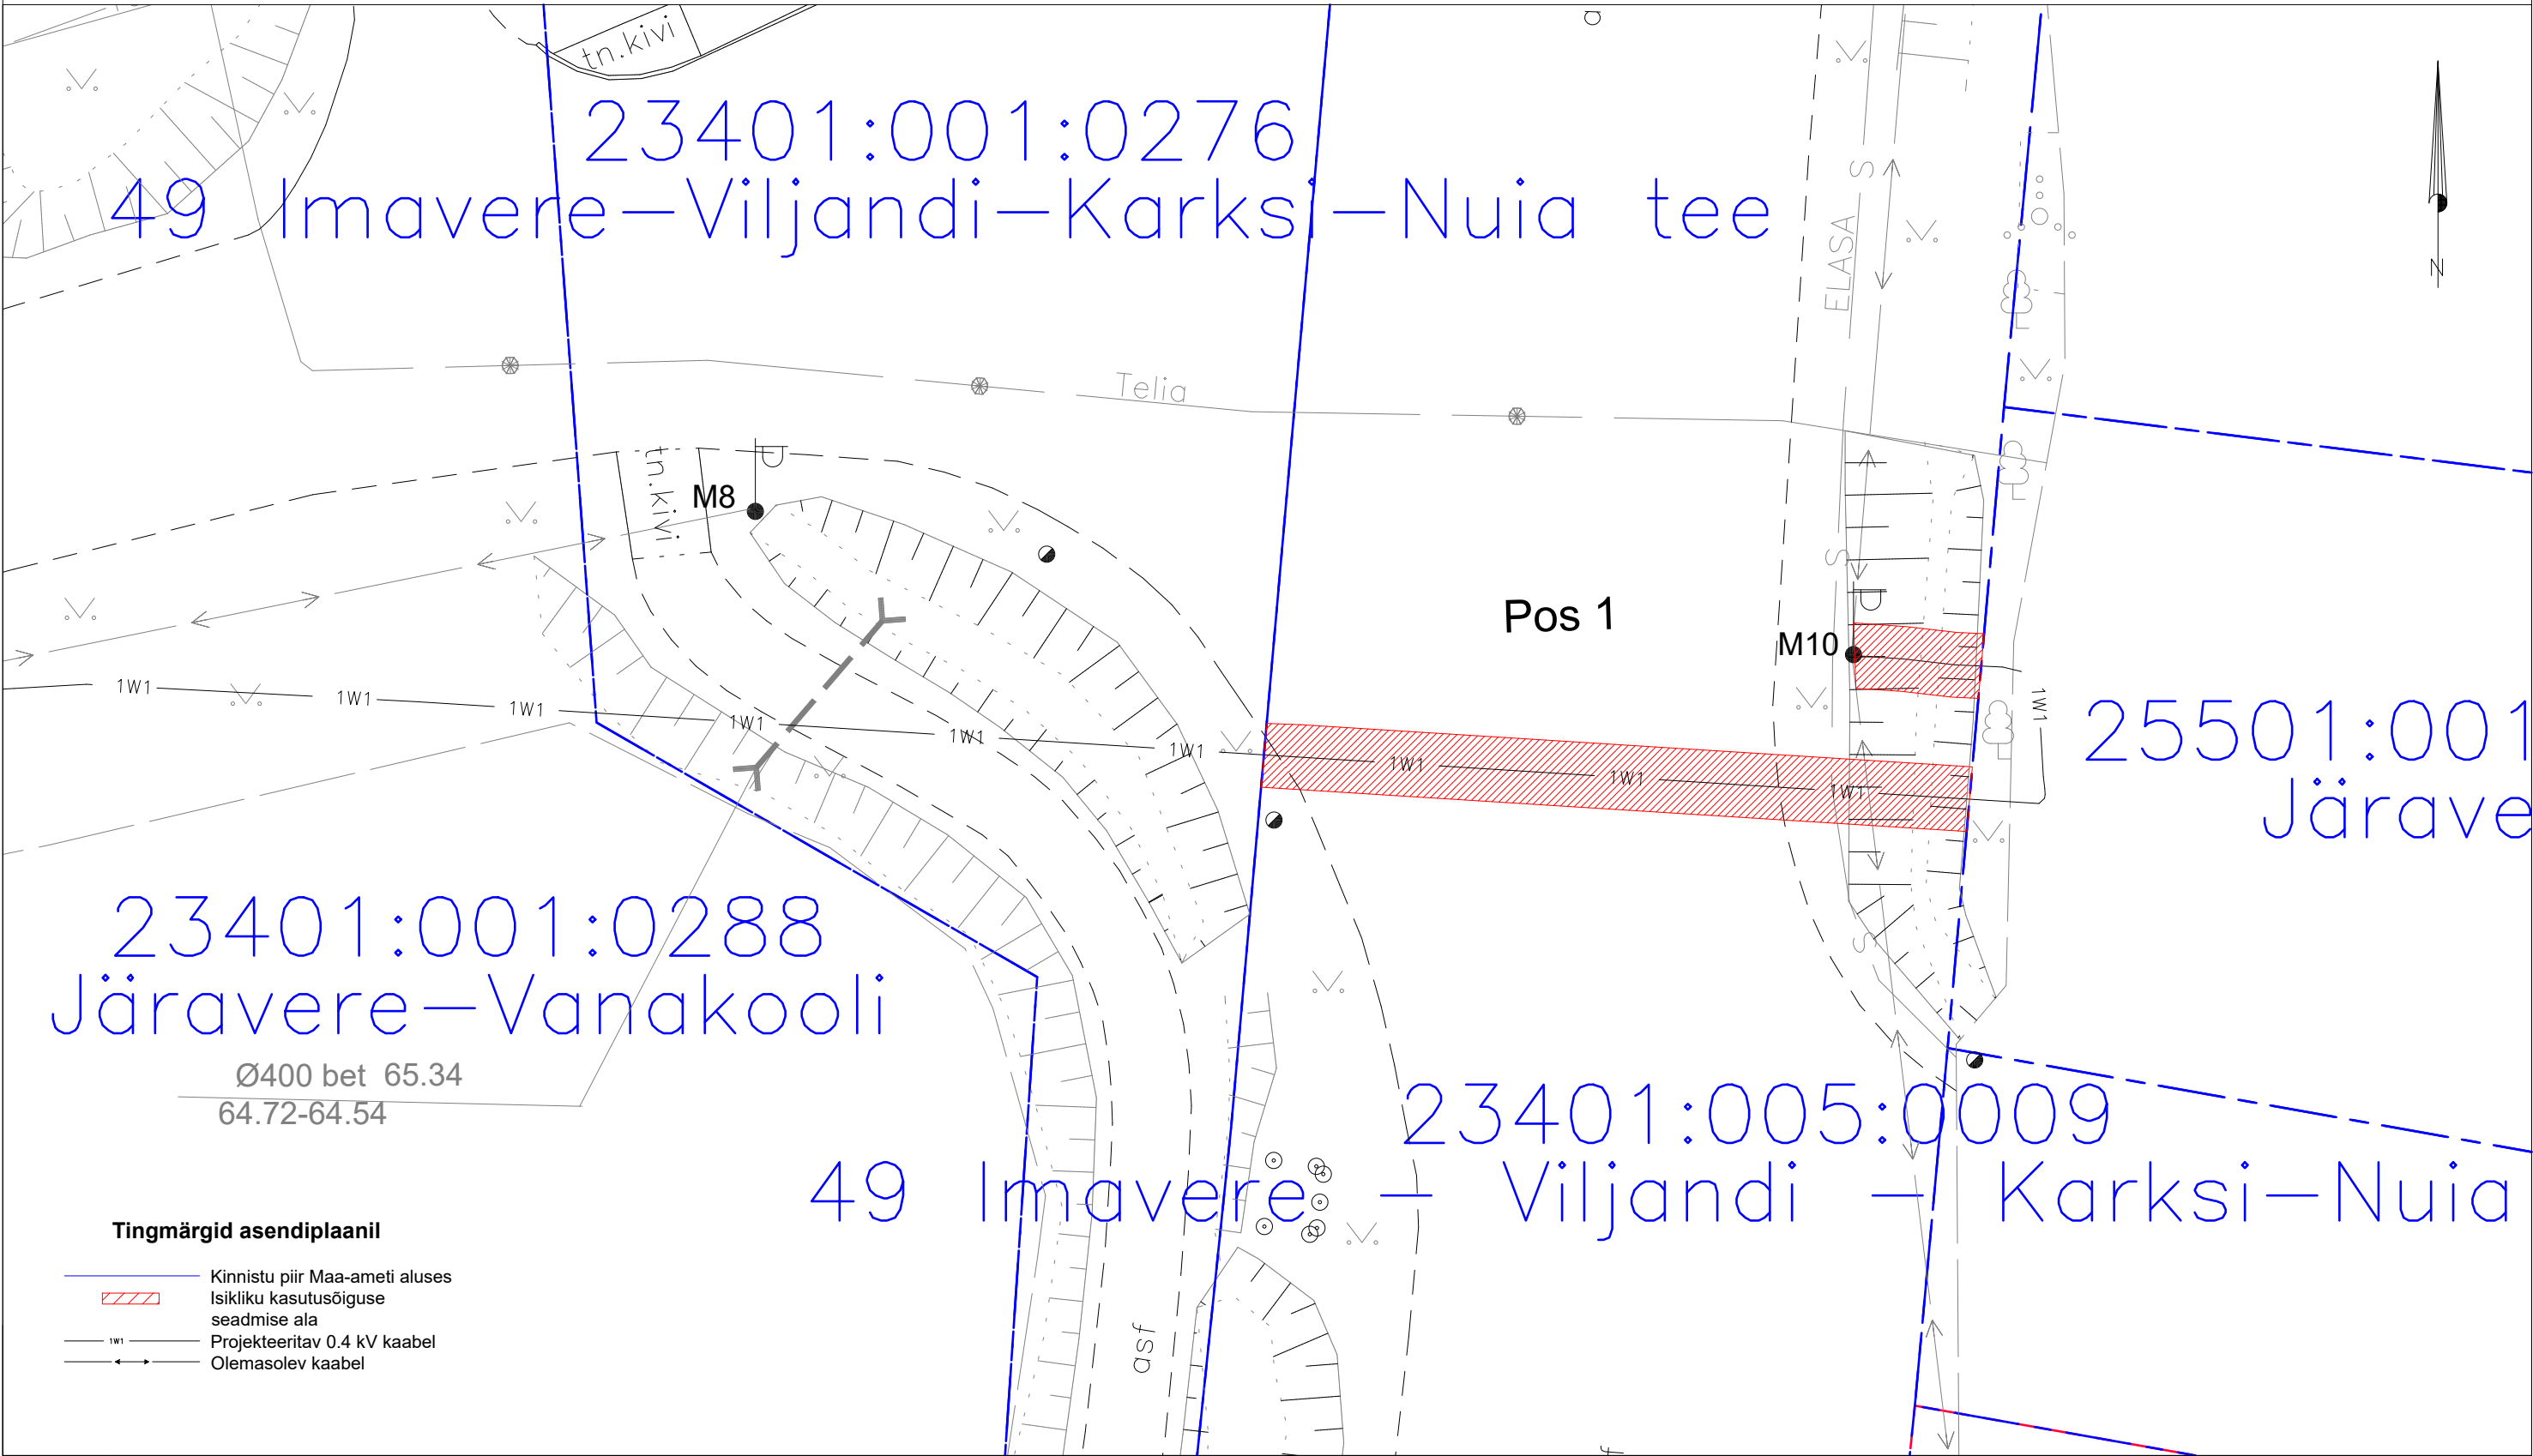 tn.kivi
23401:001:0276
49 Imavere-Viljandi-Karksi-Nuia tee
S
ELASA
N
Telia
tn.kivi
M8
S
Pos 1
M10
1W1
1W1
1W1
1W1
1W1
1W1
1W1
1W1
1W1
1W1
25501:001
Järave
23401:001:0288
Järavere-Vanakooli
S
Ø400 bet 65.34
64.72-64.54
23401:005:0009
49 Imavere - Viljandi - Karksi-Nuia
asf
Tingmärgid asendiplaanil
Kinnistu piir Maa-ameti aluses
Isikliku kasutusõiguse
seadmise ala
1W1 Projekteeritav 0.4 kV kaabel
Olemasolev kaabel